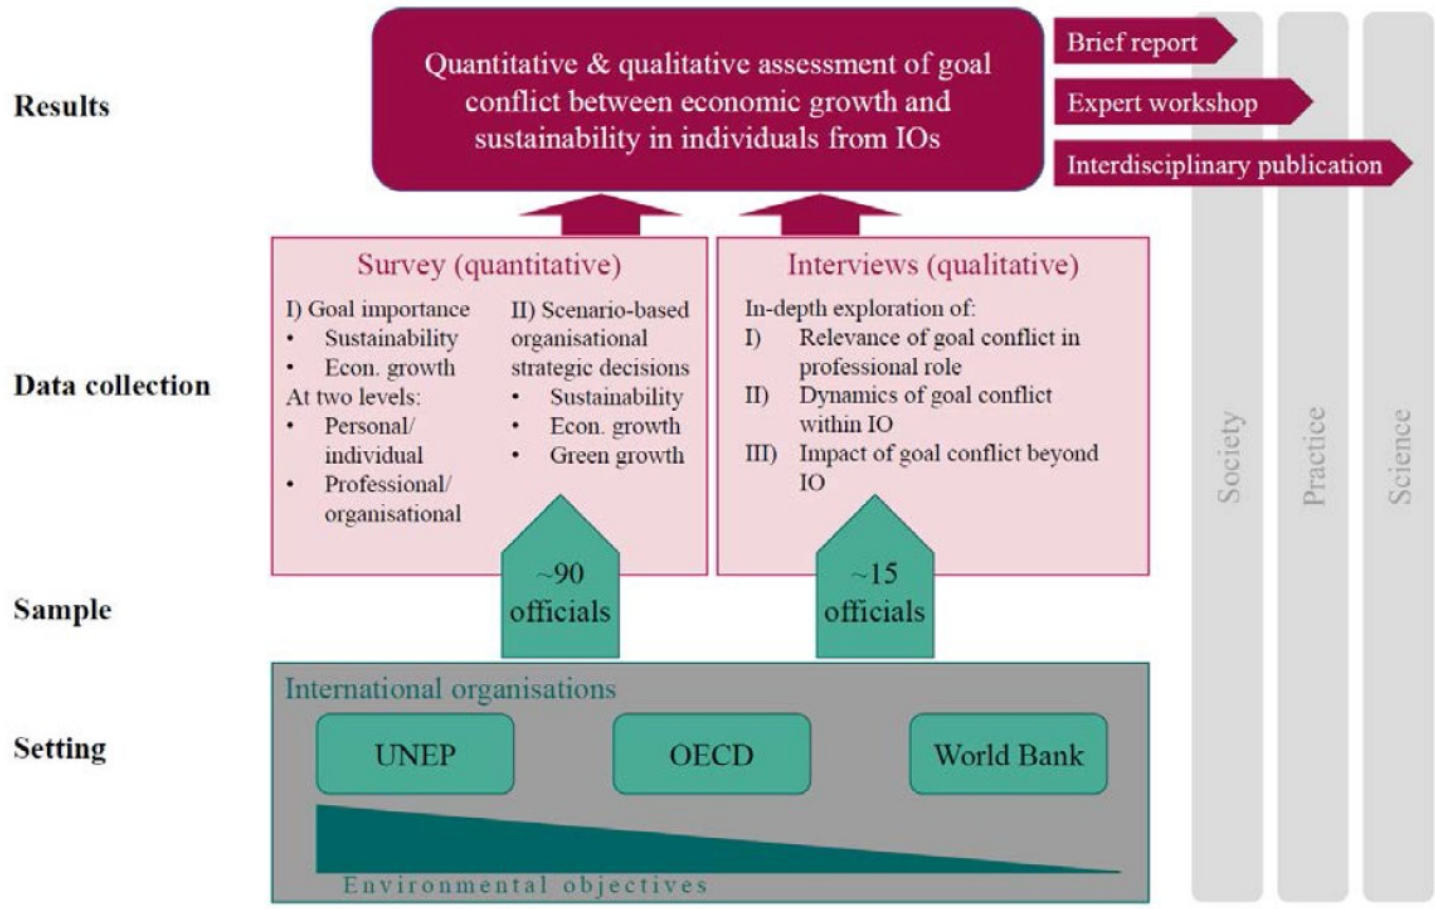 Results
Quantitative & qualitative assessment of goal
conflict between economic growth and
sustainability in individuals from IOs
Brief report
Expert workshop
Interdisciplinary publication
Data collection
Survey (quantitative)
I) Goal importance
• Sustainability
• Econ. growth
At two levels:
• Personal/
individual
• Professional/
organisational
II) Scenario-based
organisational
strategic decisions
• Sustainability
• Econ. growth
• Green growth
Interviews (qualitative)
In-depth exploration of:
I) Relevance of goal conflict in
professional role
II) Dynamics of goal conflict
within IO
III) Impact of goal conflict beyond
IO
Society
Practice
Science
Sample
~90
officials
~15
officials
Setting
International organisations
UNEP
OECD
World Bank
Environmental objectives